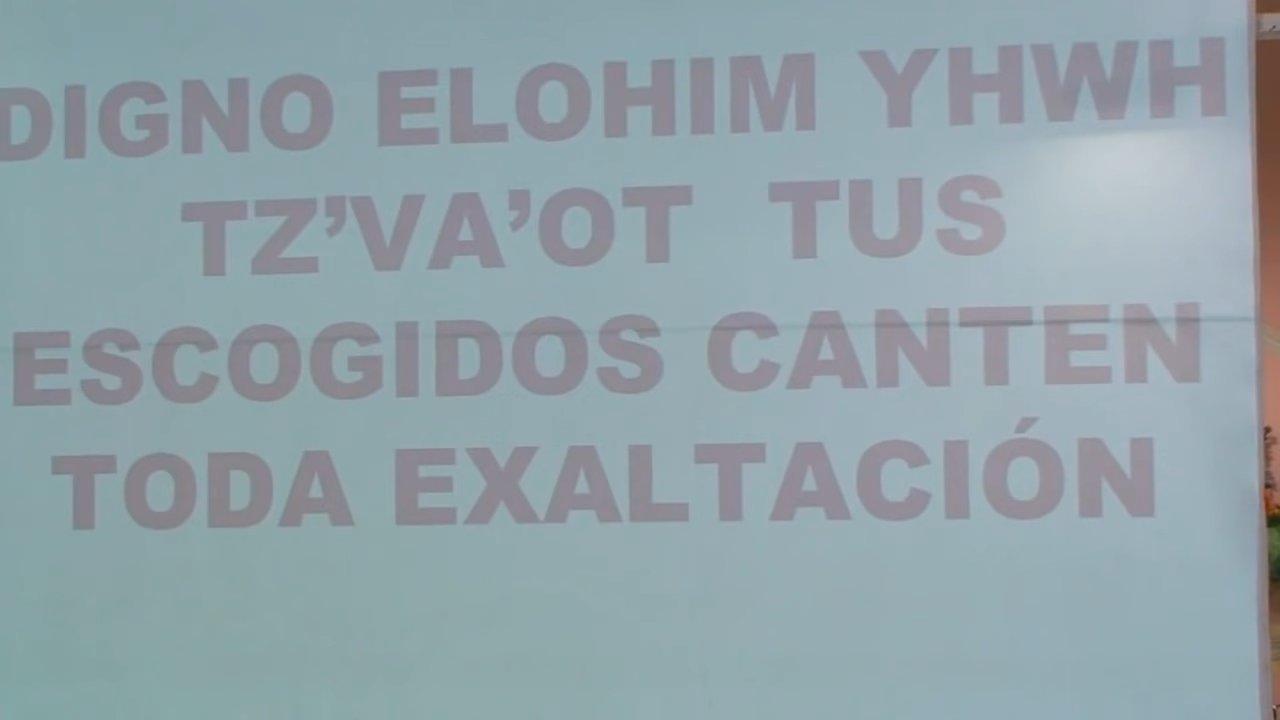 DIGNO ELOHIM YHWH
TZ’VA’OT TUS
ESCOGIDOS CANTEN
TODA EXALTACIÓN